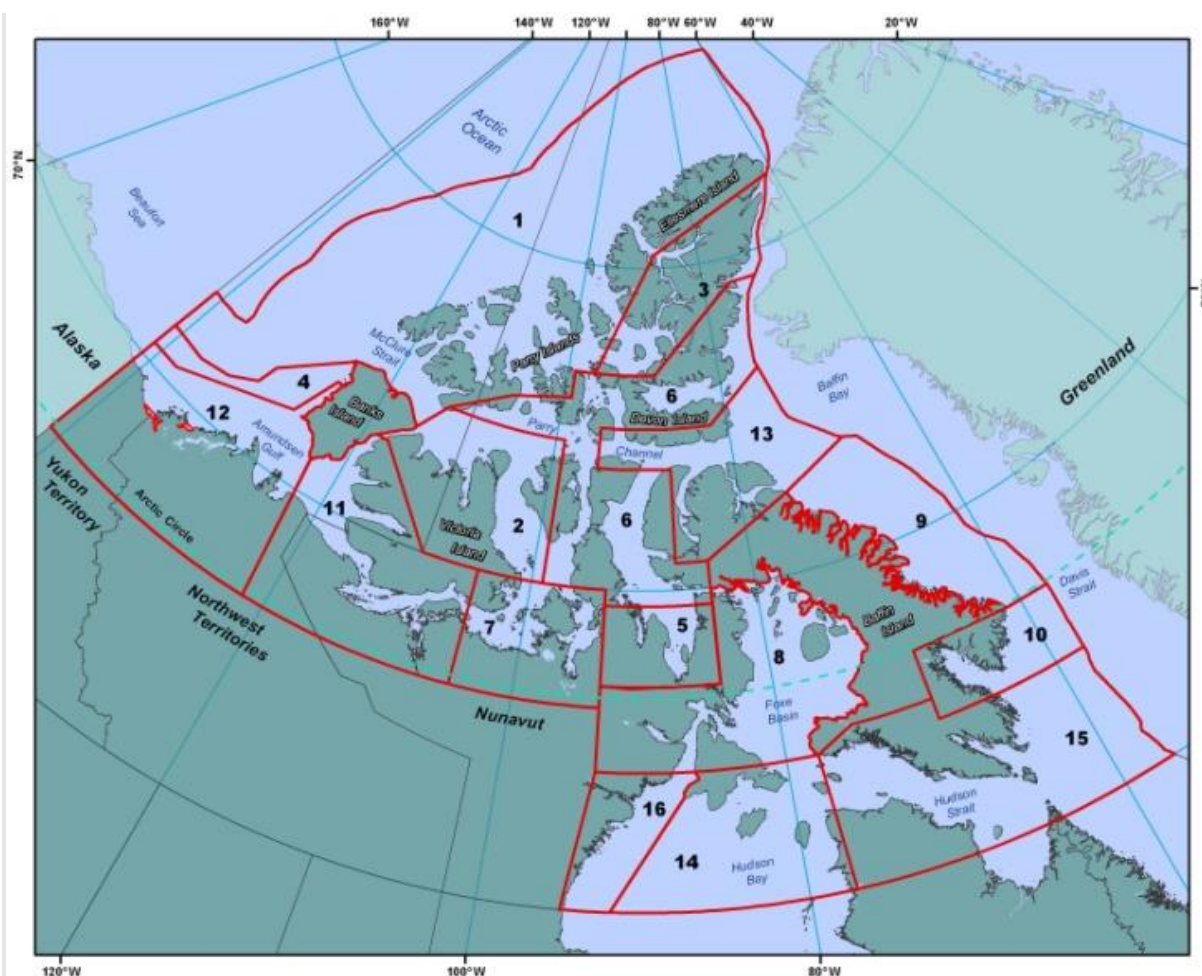 160°W 140°W 120°W 100°W 80°W 60°W 40°W 20°W
70°N
Arctic
Ocean
Beaufort
Sea
1
Ellesmere Island
3
Alaska
McClure
Strait
Parry Islands
Greenland
4
Banks
Island
6
Devon Island
Baffin
Bay
12
Amundsen
Gulf
Parry
Channel
13
Yukon
Territory
Arctic Circle
11
Victoria
Island
2
6
9
Davis
Strait
Northwest
Territories
7
5
8
Baffin
Island
10
Nunavut
Foxe
Basin
15
16
Hudson
Strait
14
Hudson
Bay
120°W 100°W 80°W